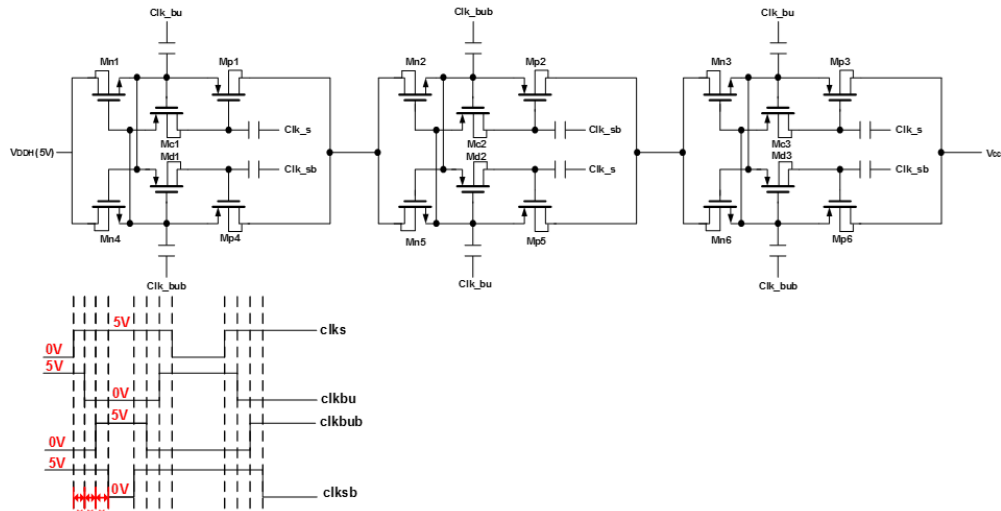 Clk_bu
Clk_bub
Clk_bu
Mn1
Mp1
Mn2
Mp2
Mn3
Mp3
Clk_s
Clk_sb
Clk_s
Mc1
Mc2
Mc3
VDDH(5V)
Md1
Md2
Md3
Vcc
Clk_sb
Clk_s
Clk_sb
Mn4
Mp4
Mn5
Mp5
Mn6
Mp6
Clk_bub
Clk_bu
Clk_bub
5V
clks
0V
5V
0V
clkbu
5V
clkbub
0V
5V
0V
clksb